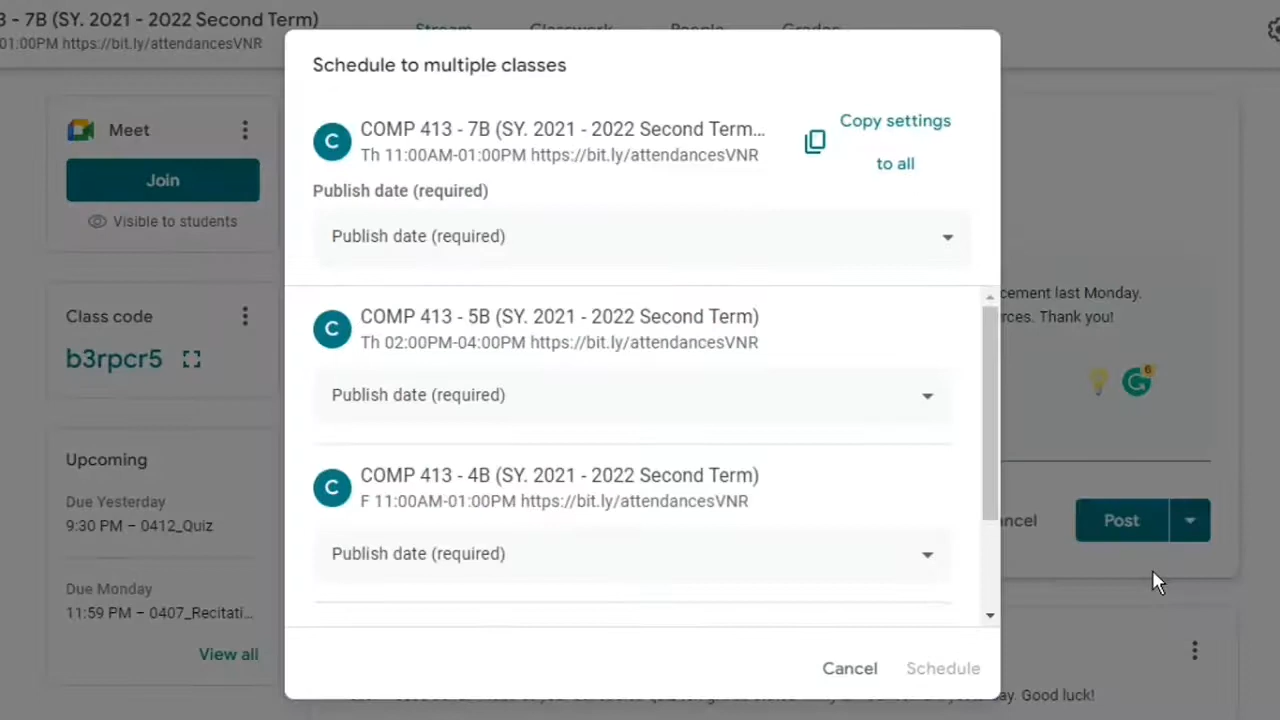 3 - 7B (SY. 2021 - 2022 Second Term)
01:00PM https://bit.ly/attendancesVNR
Stream
Classwork
People
Grades
Meet
Join
Visible to students
Class code
b3rpcr5
Upcoming
Due Yesterday
9:30 PM – 0412_Quiz
Due Monday
11:59 PM – 0407_Recitati...
View all
Schedule to multiple classes
C
COMP 413 - 7B (SY. 2021 - 2022 Second Term...
Th 11:00AM-01:00PM https://bit.ly/attendancesVNR
Copy settings
to all
Publish date (required)
Publish date (required)
C
COMP 413 - 5B (SY. 2021 - 2022 Second Term)
Th 02:00PM-04:00PM https://bit.ly/attendancesVNR
Publish date (required)
C
COMP 413 - 4B (SY. 2021 - 2022 Second Term)
F 11:00AM-01:00PM https://bit.ly/attendancesVNR
Publish date (required)
Cancel
Schedule
cement last Monday.
rces. Thank you!
6
ncel
Post
ay. Good luck!